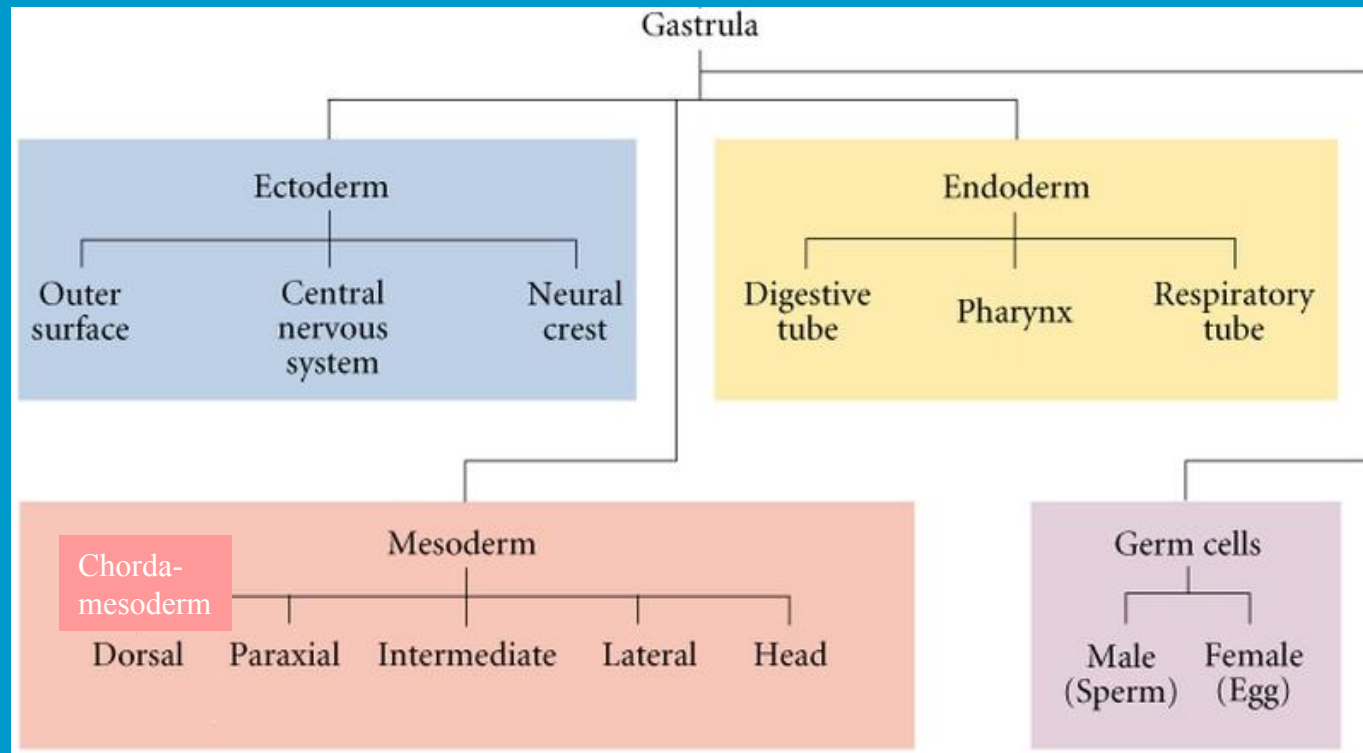 Gastrula
Ectoderm
Outer
surface
Central
nervous
system
Neural
crest
Endoderm
Digestive
tube
Pharynx
Respiratory
tube
Mesoderm
Chorda-
mesoderm
Dorsal
Paraxial
Intermediate
Lateral
Head
Germ cells
Male
(Sperm)
Female
(Egg)